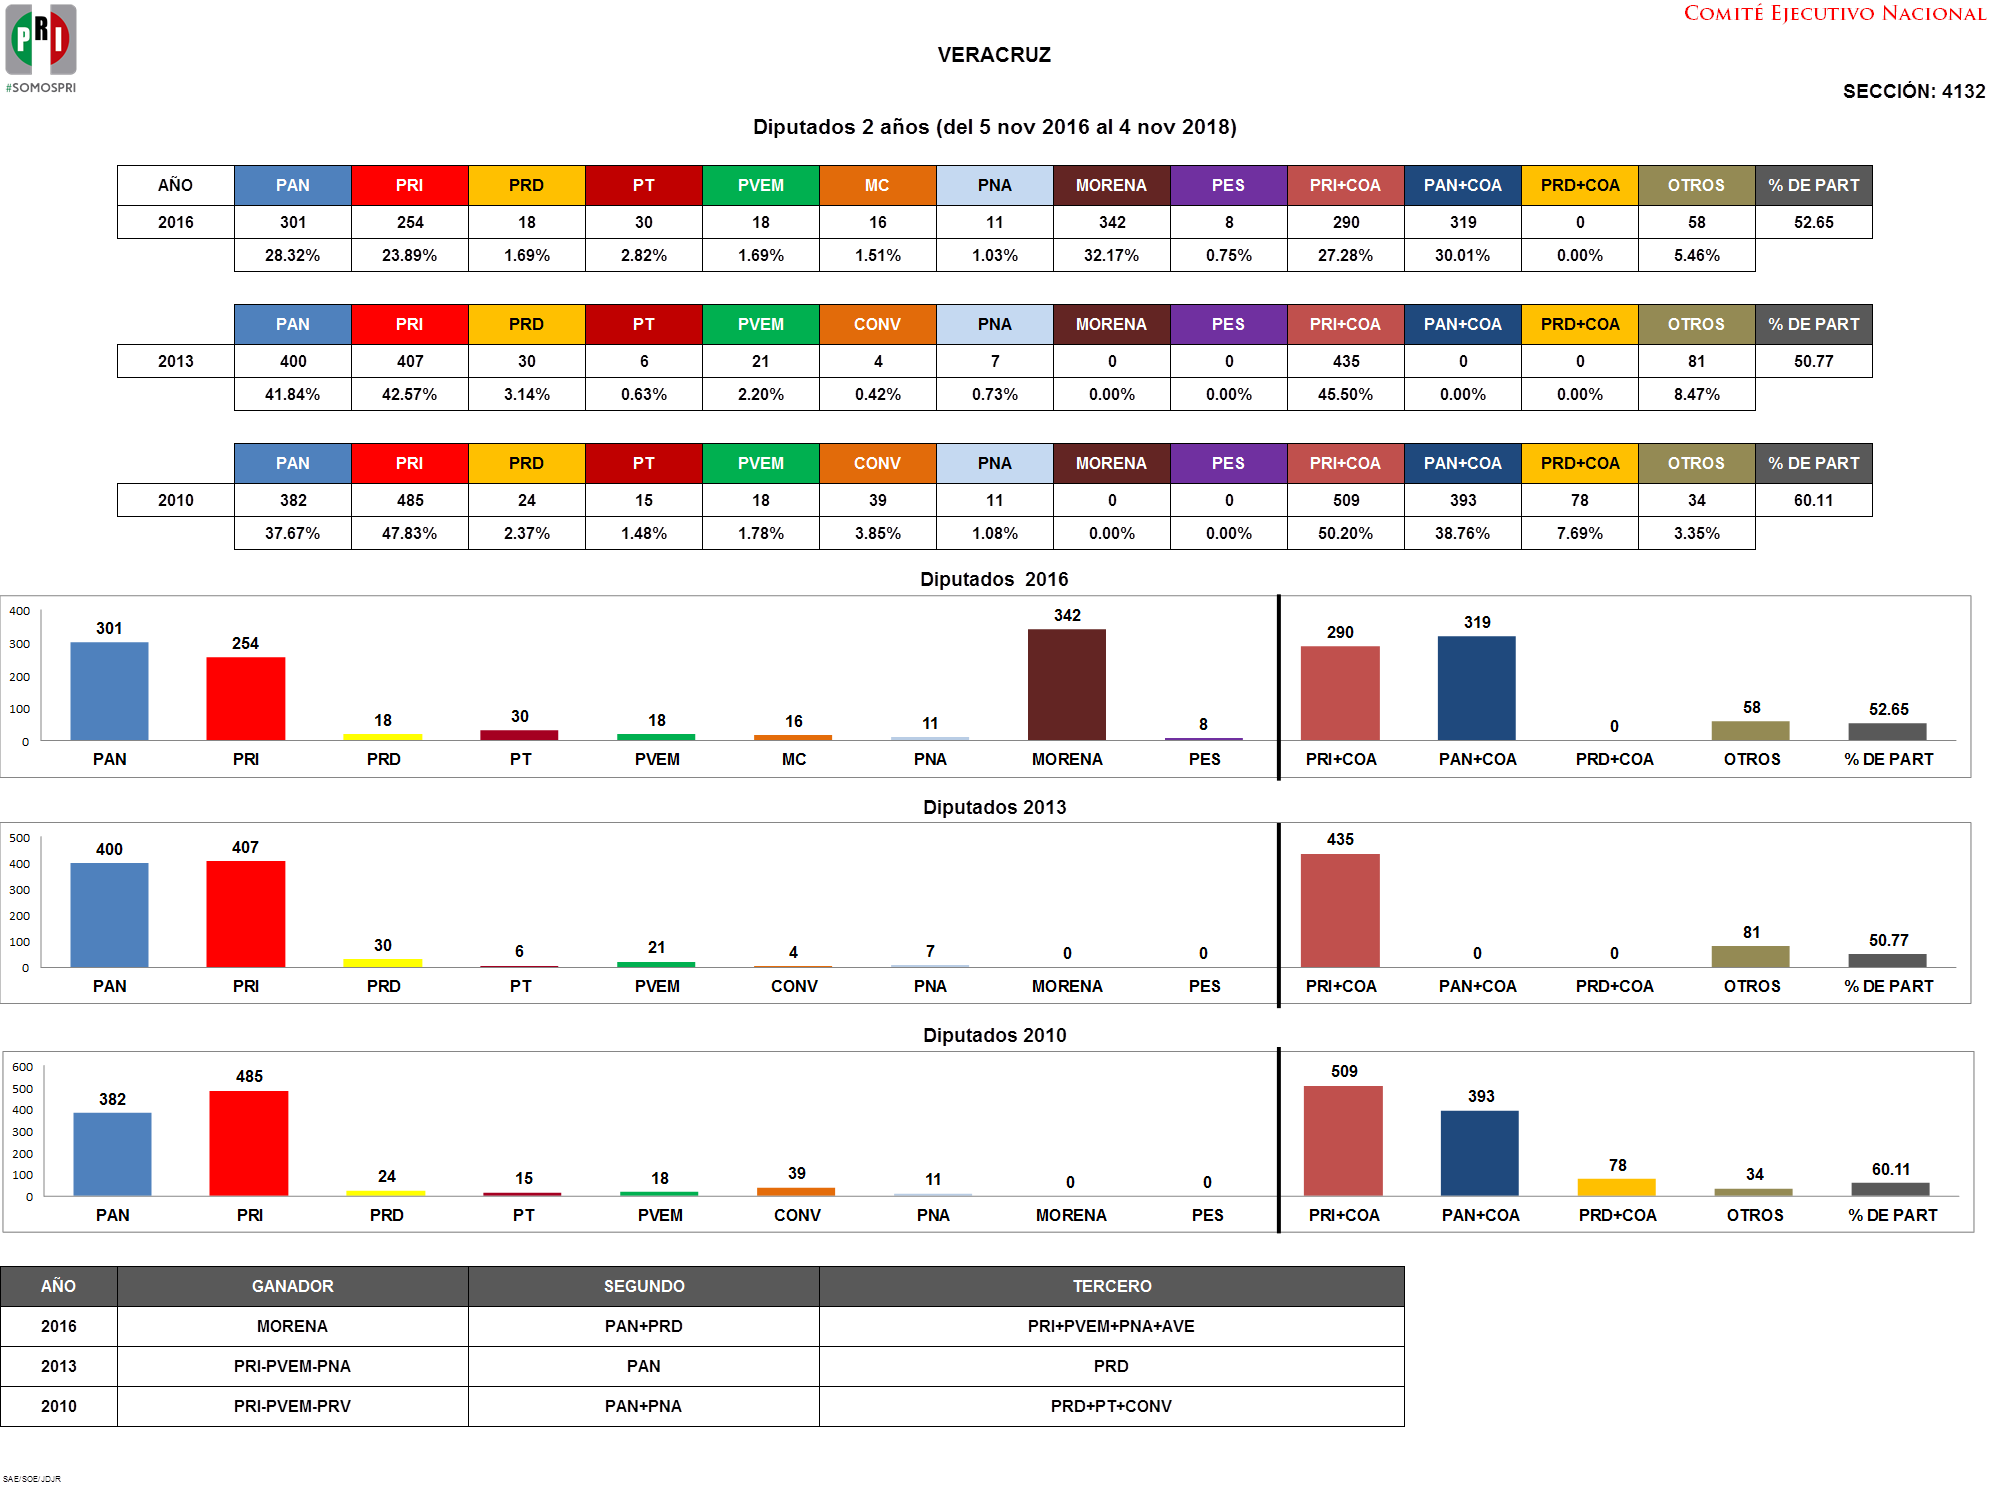 PRI
#SOMOSPRI
COMITÉ EJECUTIVO NACIONAL
VERACRUZ
SECCIÓN: 4132
Diputados 2 años (del 5 nov 2016 al 4 nov 2018)
AÑO PAN PRI PRD PT PVEM MC PNA MORENA PES PRI+COA PAN+COA PRD+COA OTROS % DE PART
2016 301 254 18 30 18 16 11 342 8 290 319 0 58 52.65
28.32% 23.89% 1.69% 2.82% 1.69% 1.51% 1.03% 32.17% 0.75% 27.28% 30.01% 0.00% 5.46%
PAN PRI PRD PT PVEM CONV PNA MORENA PES PRI+COA PAN+COA PRD+COA OTROS % DE PART
2013 400 407 30 6 21 4 7 0 0 435 0 0 81 50.77
41.84% 42.57% 3.14% 0.63% 2.20% 0.42% 0.73% 0.00% 0.00% 45.50% 0.00% 0.00% 8.47%
PAN PRI PRD PT PVEM CONV PNA MORENA PES PRI+COA PAN+COA PRD+COA OTROS % DE PART
2010 382 485 24 15 18 39 11 0 0 509 393 78 34 60.11
37.67% 47.83% 2.37% 1.48% 1.78% 3.85% 1.08% 0.00% 0.00% 50.20% 38.76% 7.69% 3.35%
Diputados 2016
400
300
200
100
0
301 254 18 30 18 16 11 342 8 290 319 0 58 52.65
PAN PRI PRD PT PVEM MC PNA MORENA PES PRI+COA PAN+COA PRD+COA OTROS % DE PART
Diputados 2013
500
400
300
200
100
0
400 407 30 6 21 4 7 0 0 435 0 0 81 50.77
PAN PRI PRD PT PVEM CONV PNA MORENA PES PRI+COA PAN+COA PRD+COA OTROS % DE PART
Diputados 2010
600
500
400
300
200
100
0
382 485 24 15 18 39 11 0 0 509 393 78 34 60.11
PAN PRI PRD PT PVEM CONV PNA MORENA PES PRI+COA PAN+COA PRD+COA OTROS % DE PART
AÑO GANADOR SEGUNDO TERCERO
2016 MORENA PAN+PRD PRI+PVEM+PNA+AVE
2013 PRI-PVEM-PNA PAN PRD
2010 PRI-PVEM-PRV PAN+PNA PRD+PT+CONV
SAE/SOE/JDJR